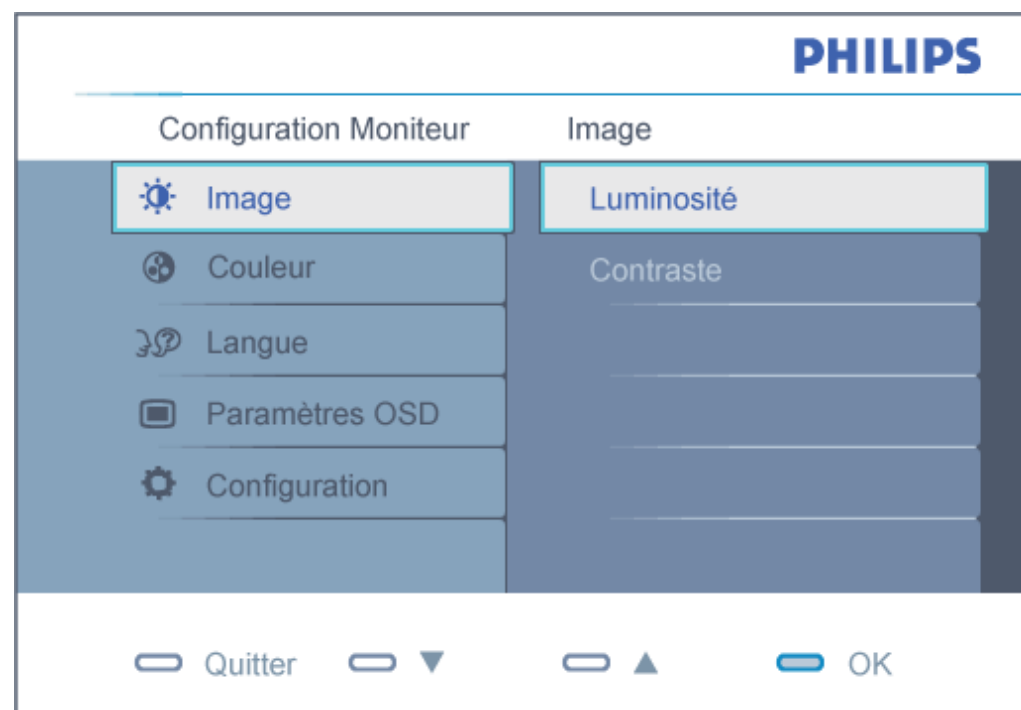 PHILIPS
Configuration Moniteur
Image
Image
Luminosité
Couleur
Contraste
Langue
Paramètres OSD
Configuration
Quitter ▼ ▲ OK